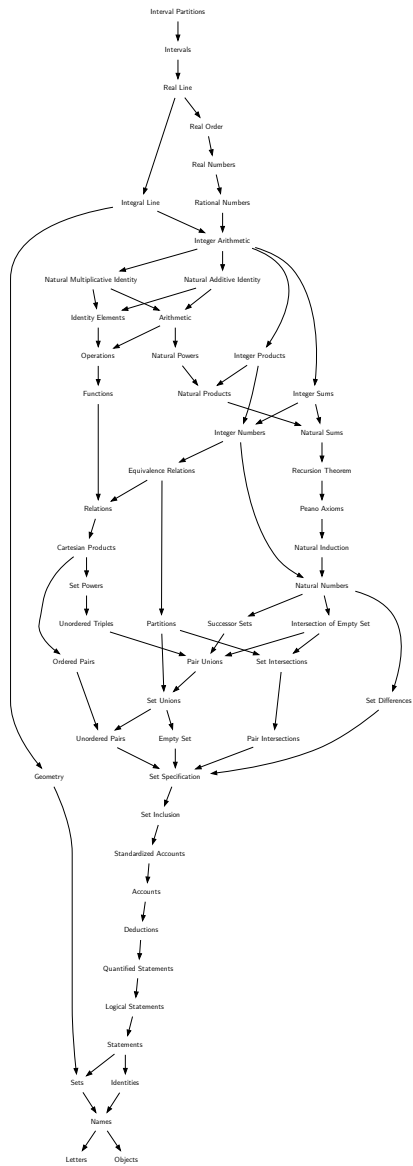 Interval Partitions
Intervals
Real Line
Real Order
Real Numbers
Integral Line
Rational Numbers
Integer Arithmetic
Natural Multiplicative Identity
Natural Additive Identity
Identity Elements
Arithmetic
Operations
Natural Powers
Integer Products
Functions
Natural Products
Integer Sums
Integer Numbers
Natural Sums
Equivalence Relations
Recursion Theorem
Relations
Peano Axioms
Cartesian Products
Natural Induction
Set Powers
Natural Numbers
Unordered Triples
Partitions
Successor Sets
Intersection of Empty Set
Ordered Pairs
Pair Unions
Set Intersections
Set Unions
Set Differences
Unordered Pairs
Empty Set
Pair Intersections
Geometry
Set Specification
Set Inclusion
Standardized Accounts
Accounts
Deductions
Quantified Statements
Logical Statements
Statements
Sets
Identities
Names
Letters
Objects